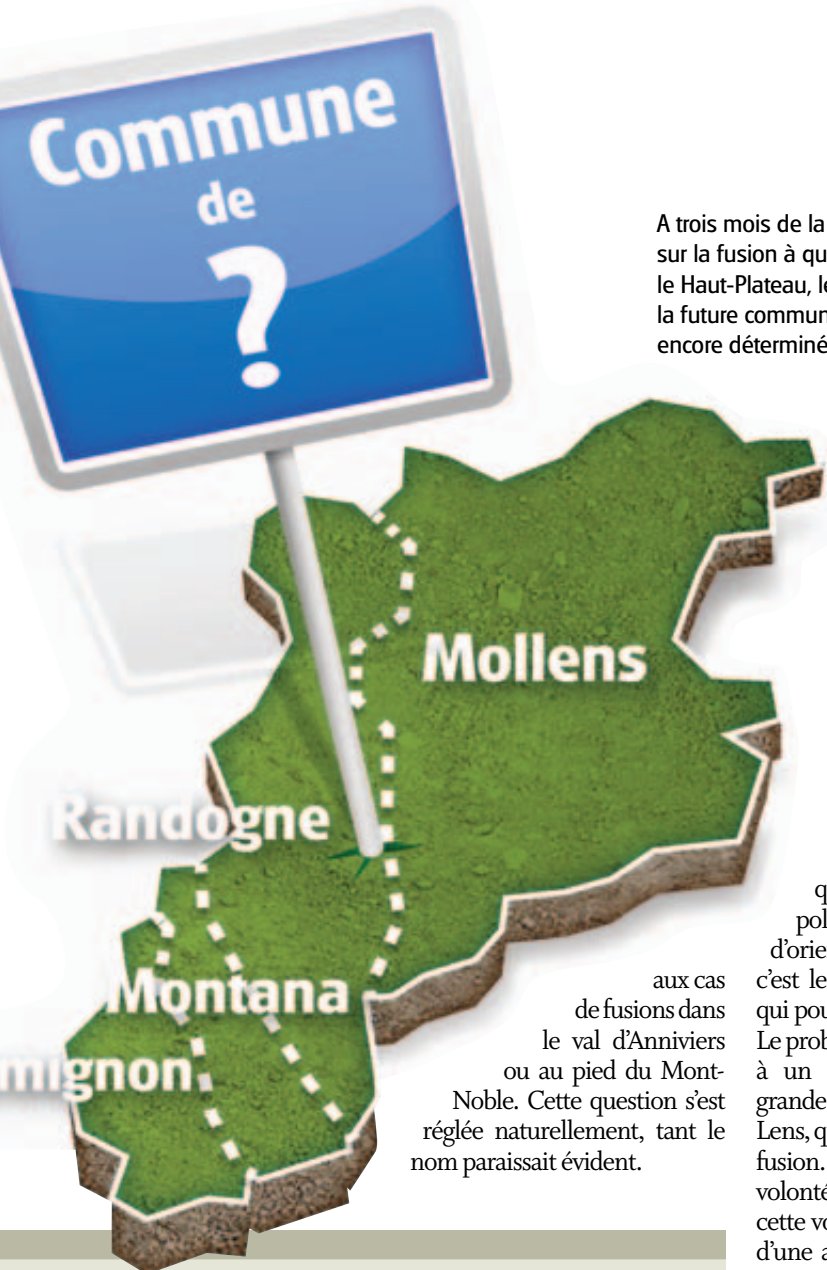 Commune
de
?
A trois mois de la
sur la fusion à qu
le Haut-Plateau, le
la future commun
encore déterminé
Mollens
Randogne
Montana
mignon
aux cas
de fusions dans
le val d'Anniviers
ou au pied du Mont-
Noble. Cette question s'est
réglée naturellement, tant le
nom paraissait évident.
q
pol
d'orie
c'est le
qui pou
Le prob
à un
grande
Lens, q
fusion.
volonté
cette vo
d'une a